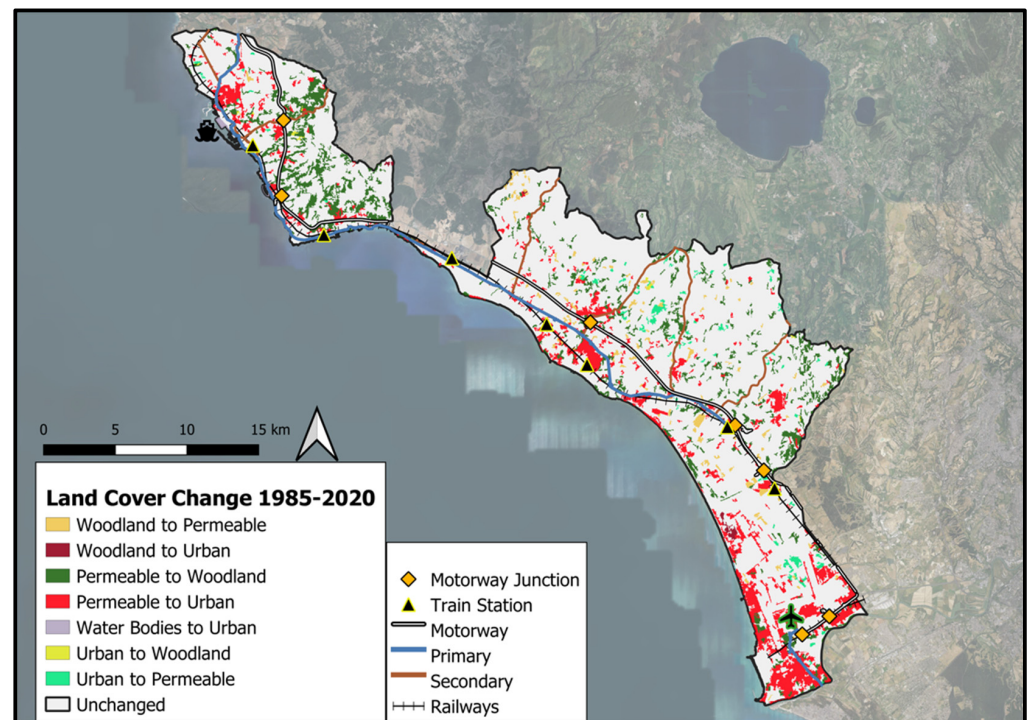 0 5 10 15 km
Land Cover Change 1985-2020
Woodland to Permeable
Woodland to Urban
Permeable to Woodland
Permeable to Urban
Water Bodies to Urban
Urban to Woodland
Urban to Permeable
Unchanged
Motorway Junction
Train Station
Motorway
Primary
Secondary
Railways